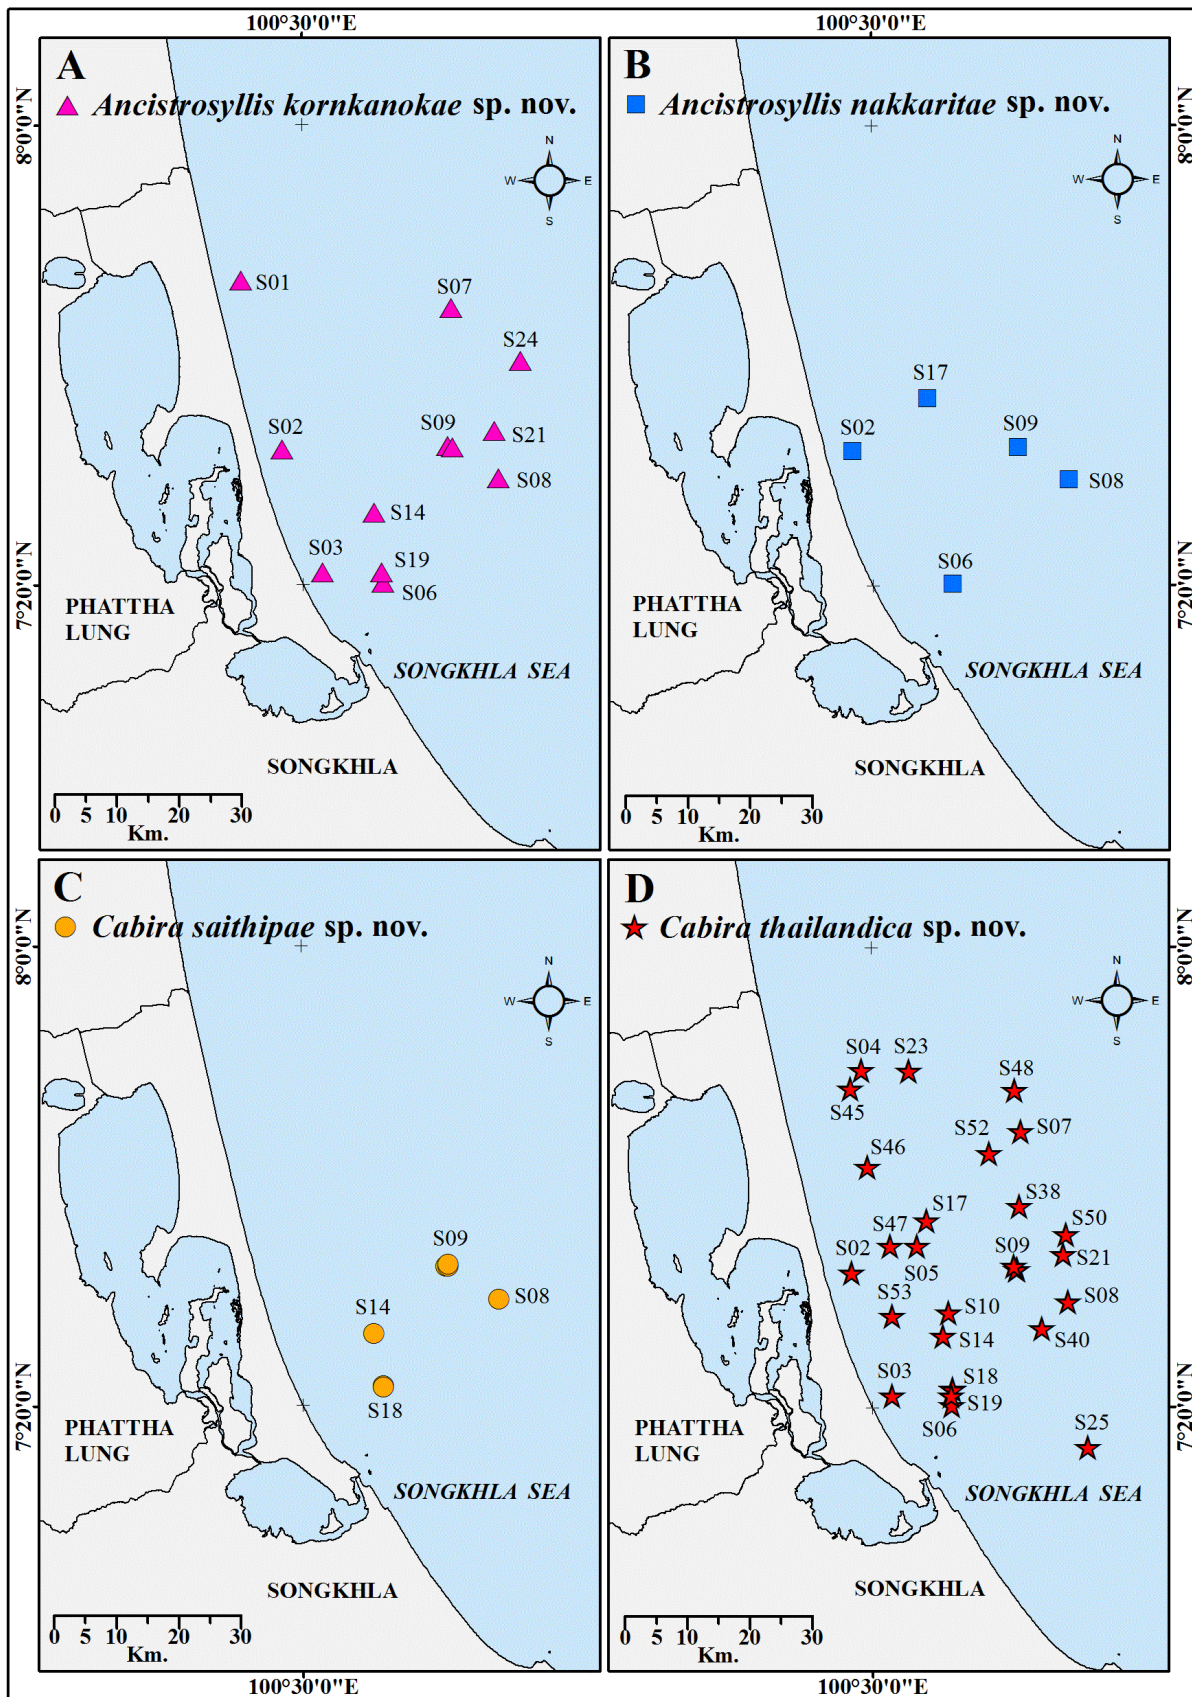 100°30'0"E
100°30'0"E
A
Ancistrosyllis kornkanokae sp. nov.
8°0'0"N
N
W E
S
S01
S07
S24
S02
S09
S21
S08
S14
S03
S19
S06
7°20'0"N
PHATTHA
LUNG
SONGKHLA SEA
SONGKHLA
0 5 10 20 30
Km.
B
Ancistrosyllis nakkaritae sp. nov.
8°0'0"N
N
W E
S
S17
S02
S09
S08
S06
7°20'0"N
PHATTHA
LUNG
SONGKHLA SEA
SONGKHLA
0 5 10 20 30
Km.
C
Cabira saithipae sp. nov.
8°0'0"N
N
W E
S
S09
S08
S14
S18
7°20'0"N
PHATTHA
LUNG
SONGKHLA SEA
SONGKHLA
0 5 10 20 30
Km.
D
Cabira thailandica sp. nov.
8°0'0"N
N
W E
S
S04
S23
S48
S45
S07
S52
S46
S38
S17
S50
S47
S02
S09
S21
S05
S53
S10
S08
S14
S40
S03
S18
S19
S06
S25
7°20'0"N
PHATTHA
LUNG
SONGKHLA SEA
SONGKHLA
0 5 10 20 30
Km.
100°30'0"E
100°30'0"E